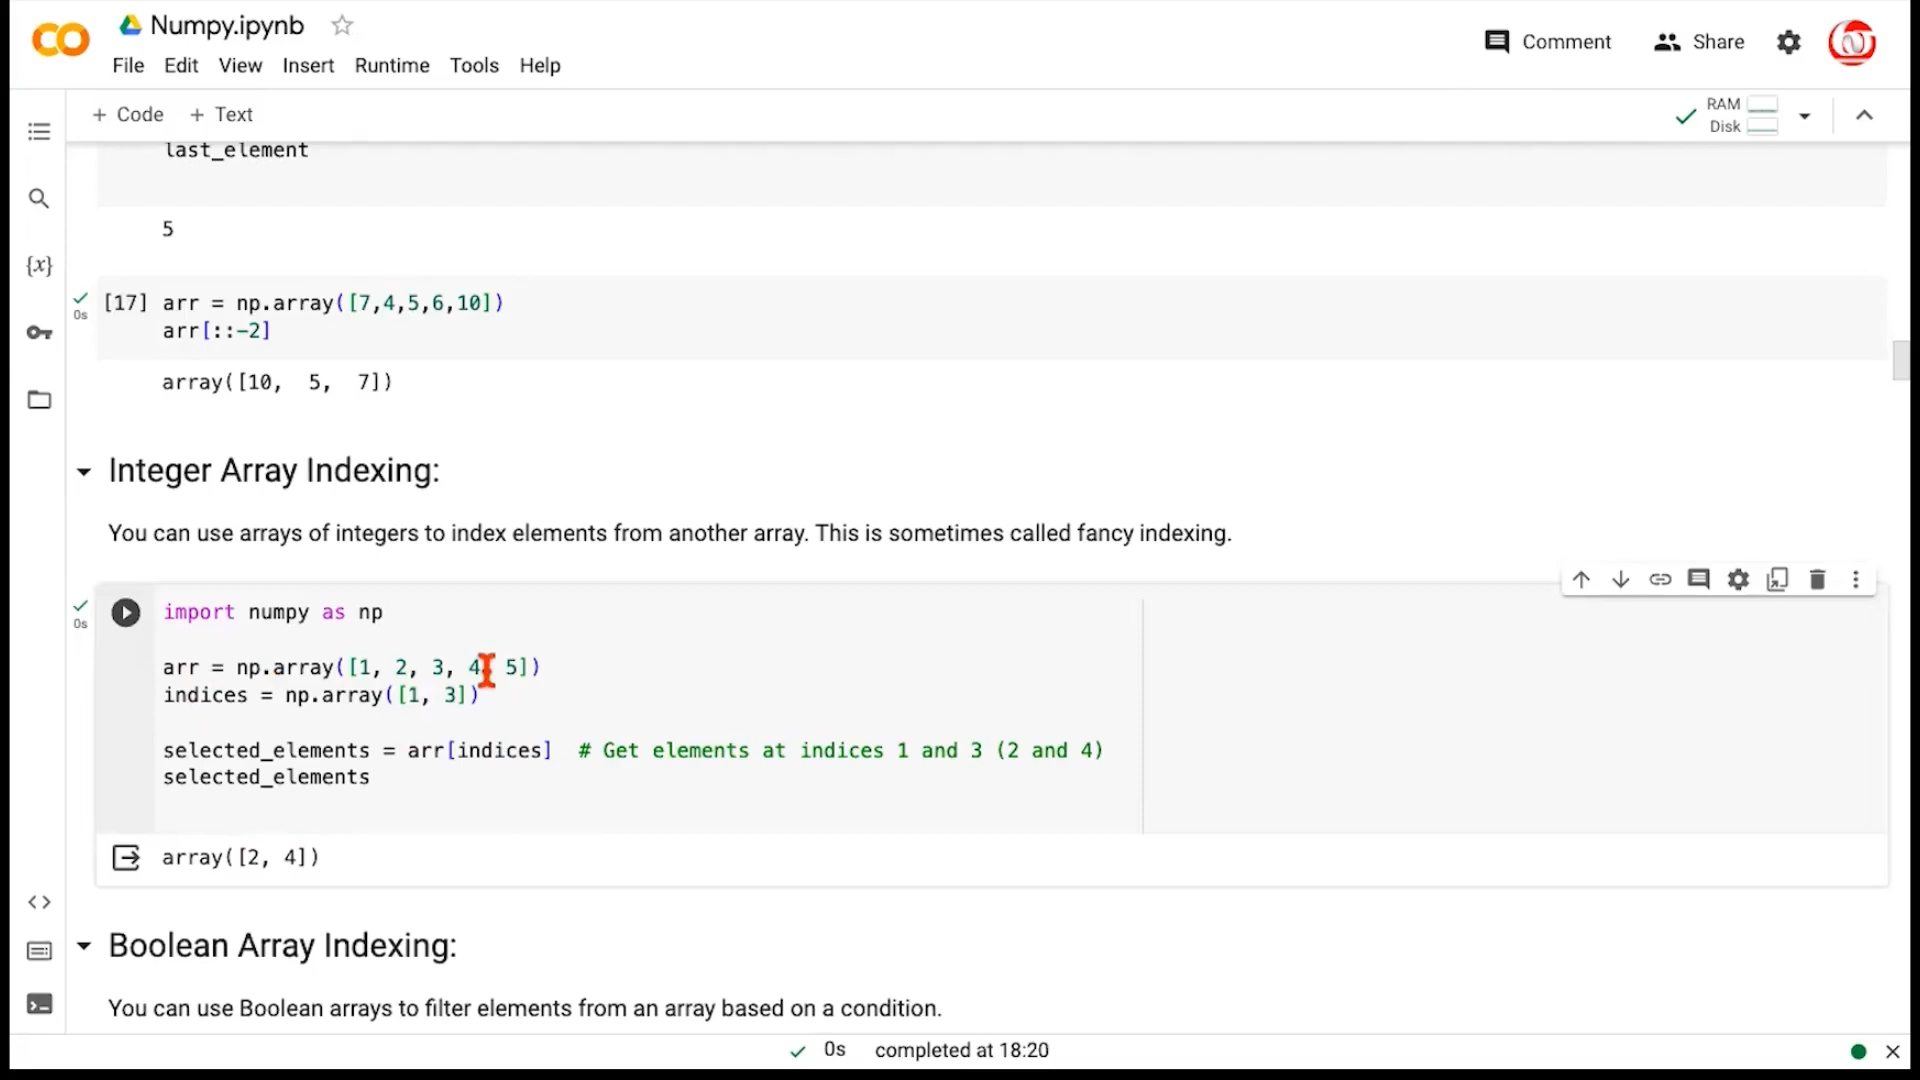 Numpy.ipynb
Comment
Share
File Edit View Insert Runtime Tools Help
+ Code + Text
RAM
Disk
last_element
5
{x}
0s
[17] arr = np.array([7,4,5,6,10])
arr[::-2]
array([10, 5, 7])
Integer Array Indexing:
You can use arrays of integers to index elements from another array. This is sometimes called fancy indexing.
0s
import numpy as np
arr = np.array([1, 2, 3, 4, 5])
indices = np.array([1, 3])
selected_elements = arr[indices] # Get elements at indices 1 and 3 (2 and 4)
selected_elements
array([2, 4])
Boolean Array Indexing:
You can use Boolean arrays to filter elements from an array based on a condition.
0s completed at 18:20